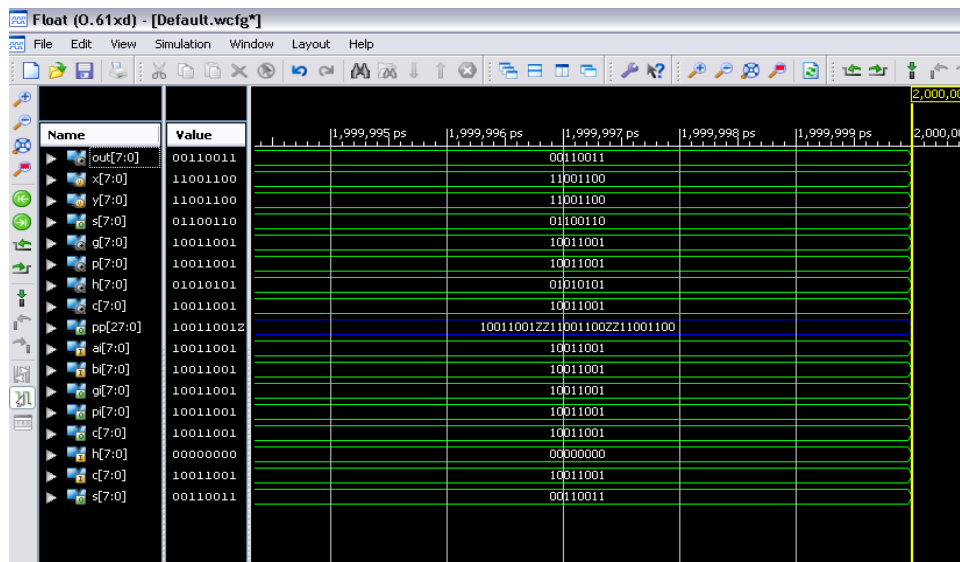 Float (0.61xd) - [Default.wcfg*]
File Edit View Simulation Window Layout Help
2,000,00
Name Value 1,999,995 ps 1,999,996 ps 1,999,997 ps 1,999,998 ps 1,999,999 ps 2,000,0
out[7:0] 00110011 00110011
x[7:0] 11001100 11001100
y[7:0] 11001100 11001100
s[7:0] 01100110 01100110
g[7:0] 10011001 10011001
p[7:0] 10011001 10011001
h[7:0] 01010101 01010101
c[7:0] 10011001 10011001
pp[27:0] 10011001Z 10011001ZZ11001100ZZ11001100
ai[7:0] 10011001 10011001
bi[7:0] 10011001 10011001
gi[7:0] 10011001 10011001
pi[7:0] 10011001 10011001
c[7:0] 10011001 10011001
h[7:0] 00000000 00000000
c[7:0] 10011001 10011001
s[7:0] 00110011 00110011